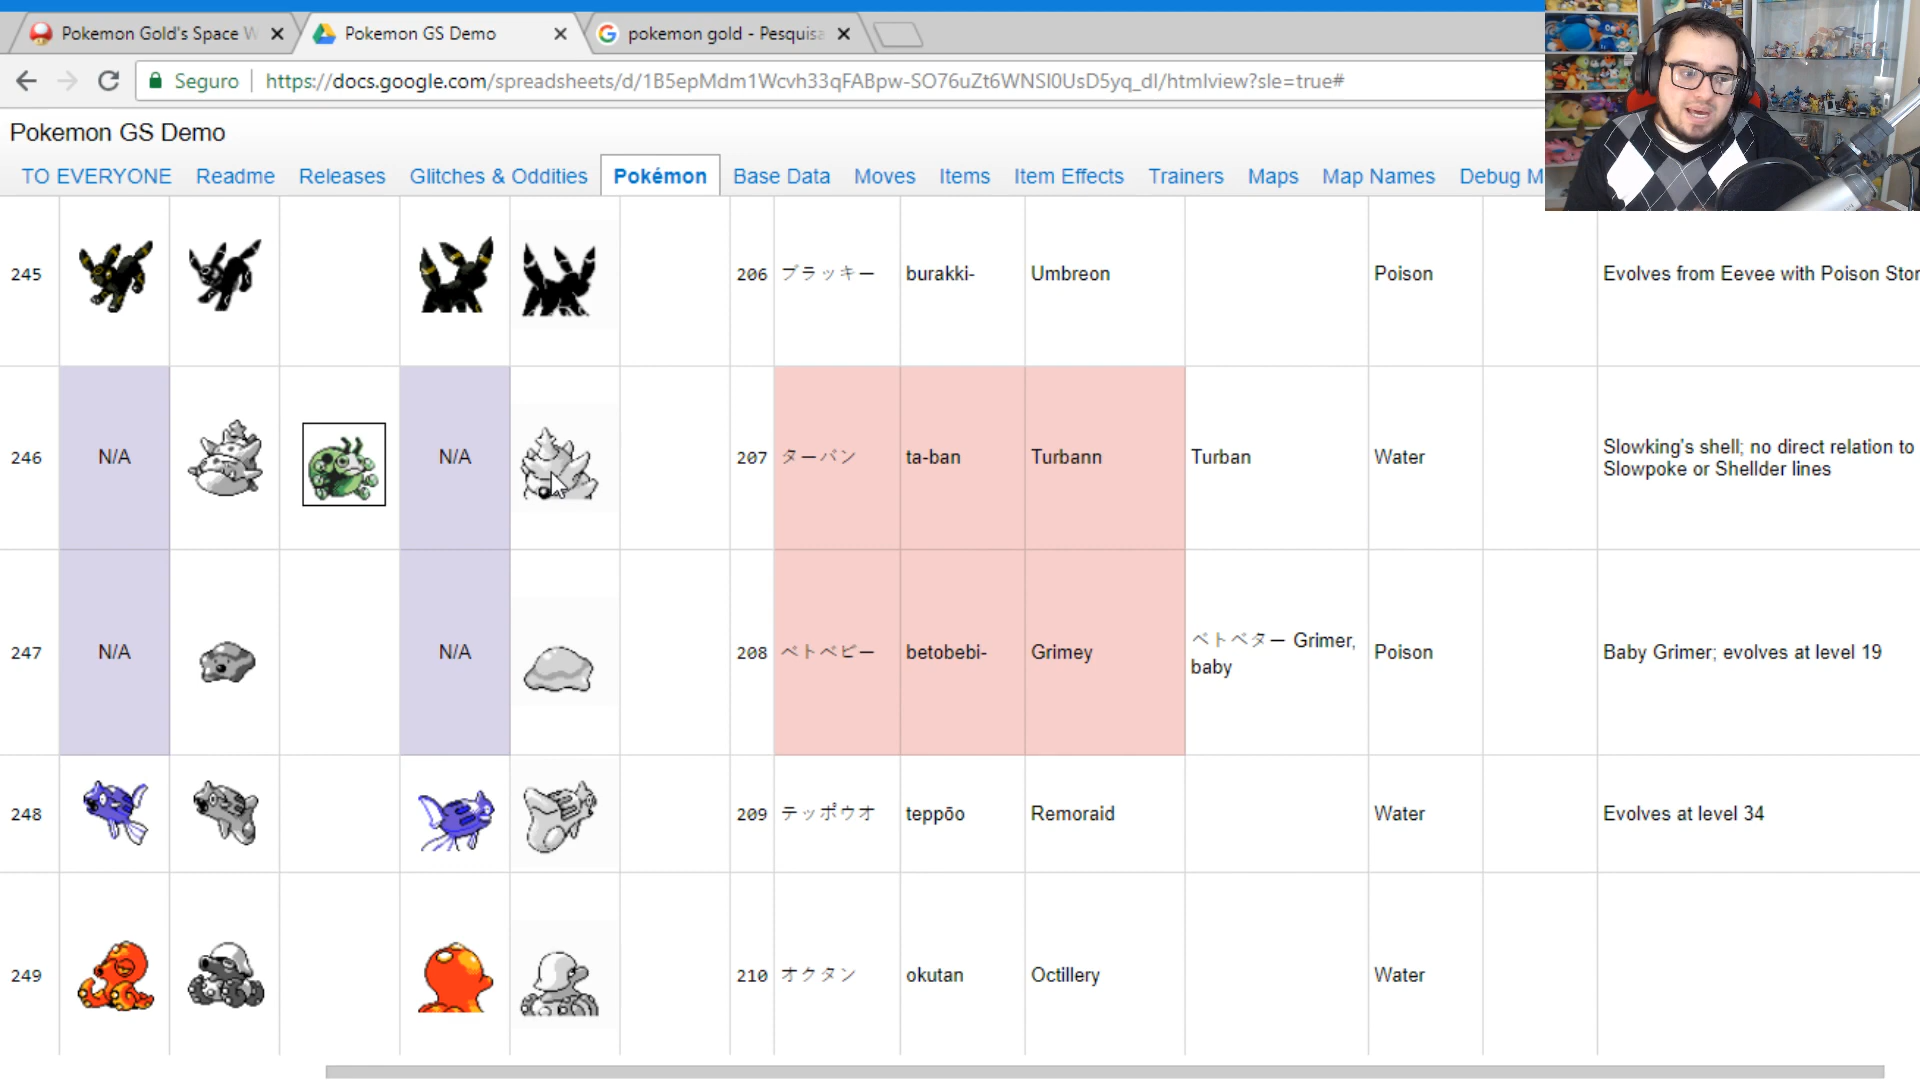 Pokemon Gold's Space W
Pokemon GS Demo
pokemon gold - Pesquisa
Seguro https://docs.google.com/spreadsheets/d/1B5epMdm1Wcvh33qFABpw-SO76uZt6WNSl0UsD5yq_dl/htmlview?sle=true#
Pokemon GS Demo
TO EVERYONE Readme Releases Glitches & Oddities Pokémon Base Data Moves Items Item Effects Trainers Maps Map Names Debug M
245 206 ブラッキー burakki- Umbreon Poison Evolves from Eevee with Poison Ston
246 N/A N/A 207 ターバン ta-ban Turbann Turban Water Slowking's shell; no direct relation to
Slowpoke or Shellder lines
247 N/A N/A 208 ベトベビー betobebi- Grimey ベトベター Grimer,
baby Poison Baby Grimer; evolves at level 19
248 209 テッポウオ teppōo Remoraid Water Evolves at level 34
249 210 オクタン okutan Octillery Water